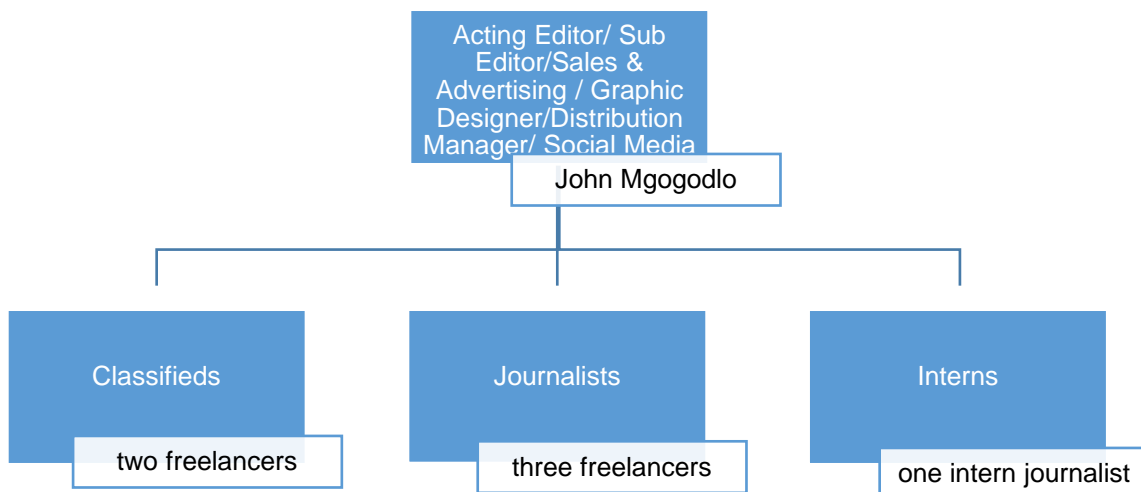 Acting Editor/ Sub
Editor/Sales &
Advertising / Graphic
Designer/Distribution
Manager/ Social Media
John Mgogodlo
Classifieds
two freelancers
Journalists
three freelancers
Interns
one intern journalist